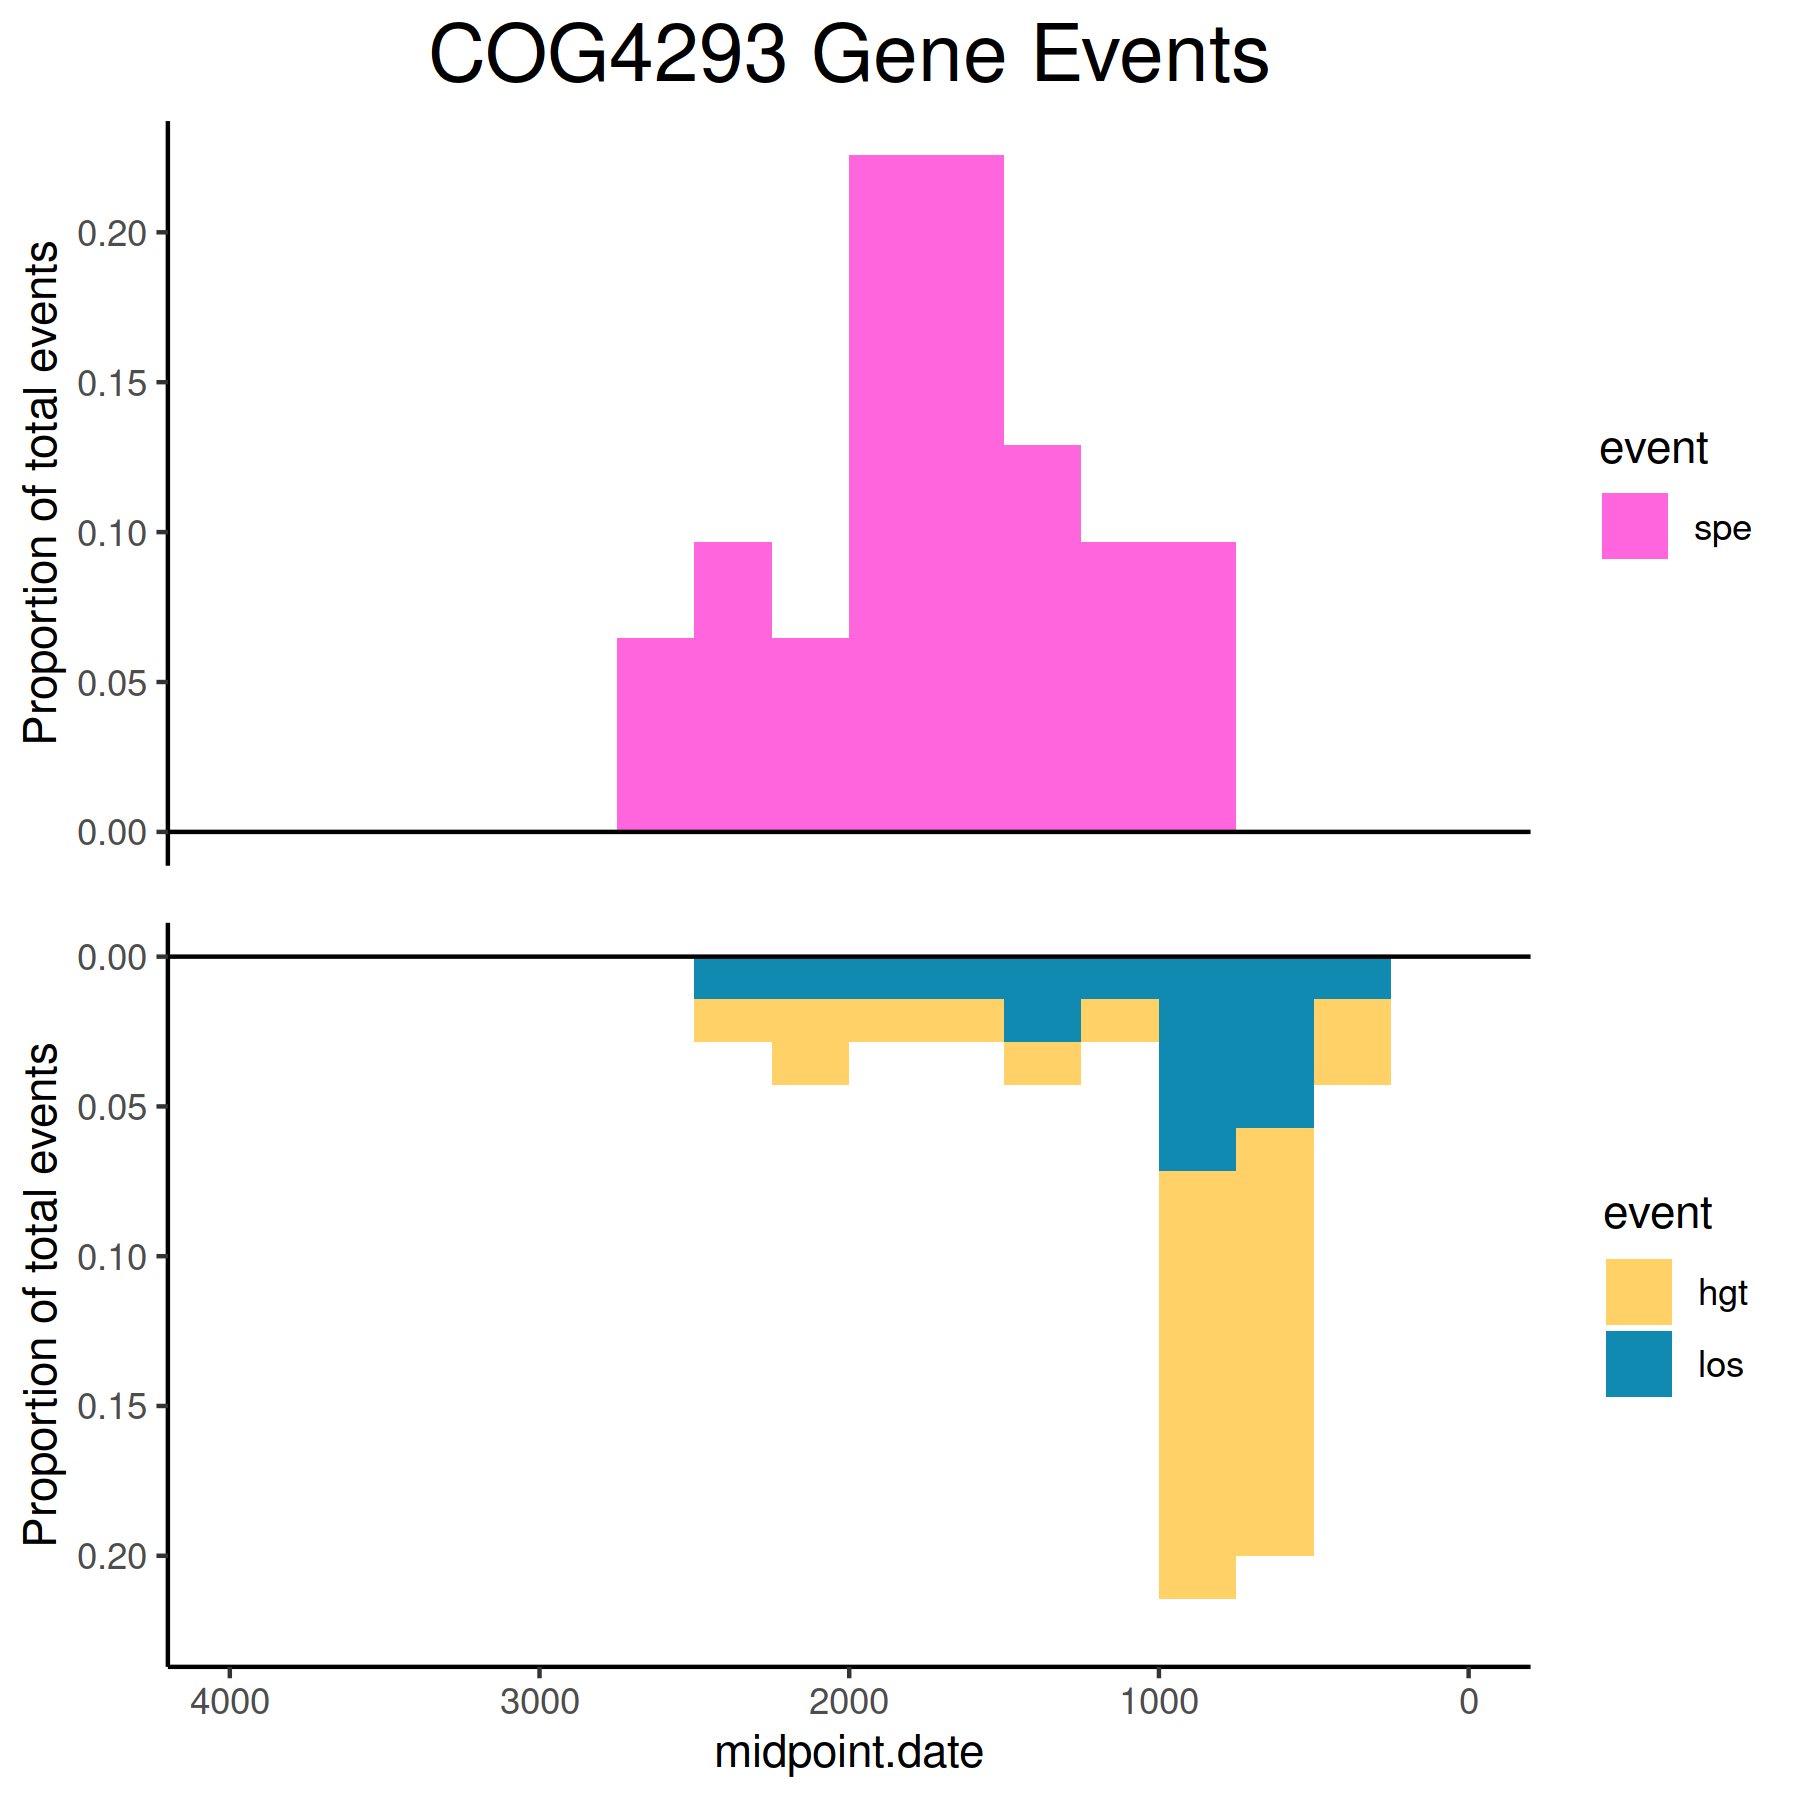 COG4293 Gene Events
Proportion of total events
0.20
0.15
0.10
0.05
0.00
event
spe
Proportion of total events
0.00
0.05
0.10
0.15
0.20
event
hgt
los
4000 3000 2000 1000 0
midpoint.date